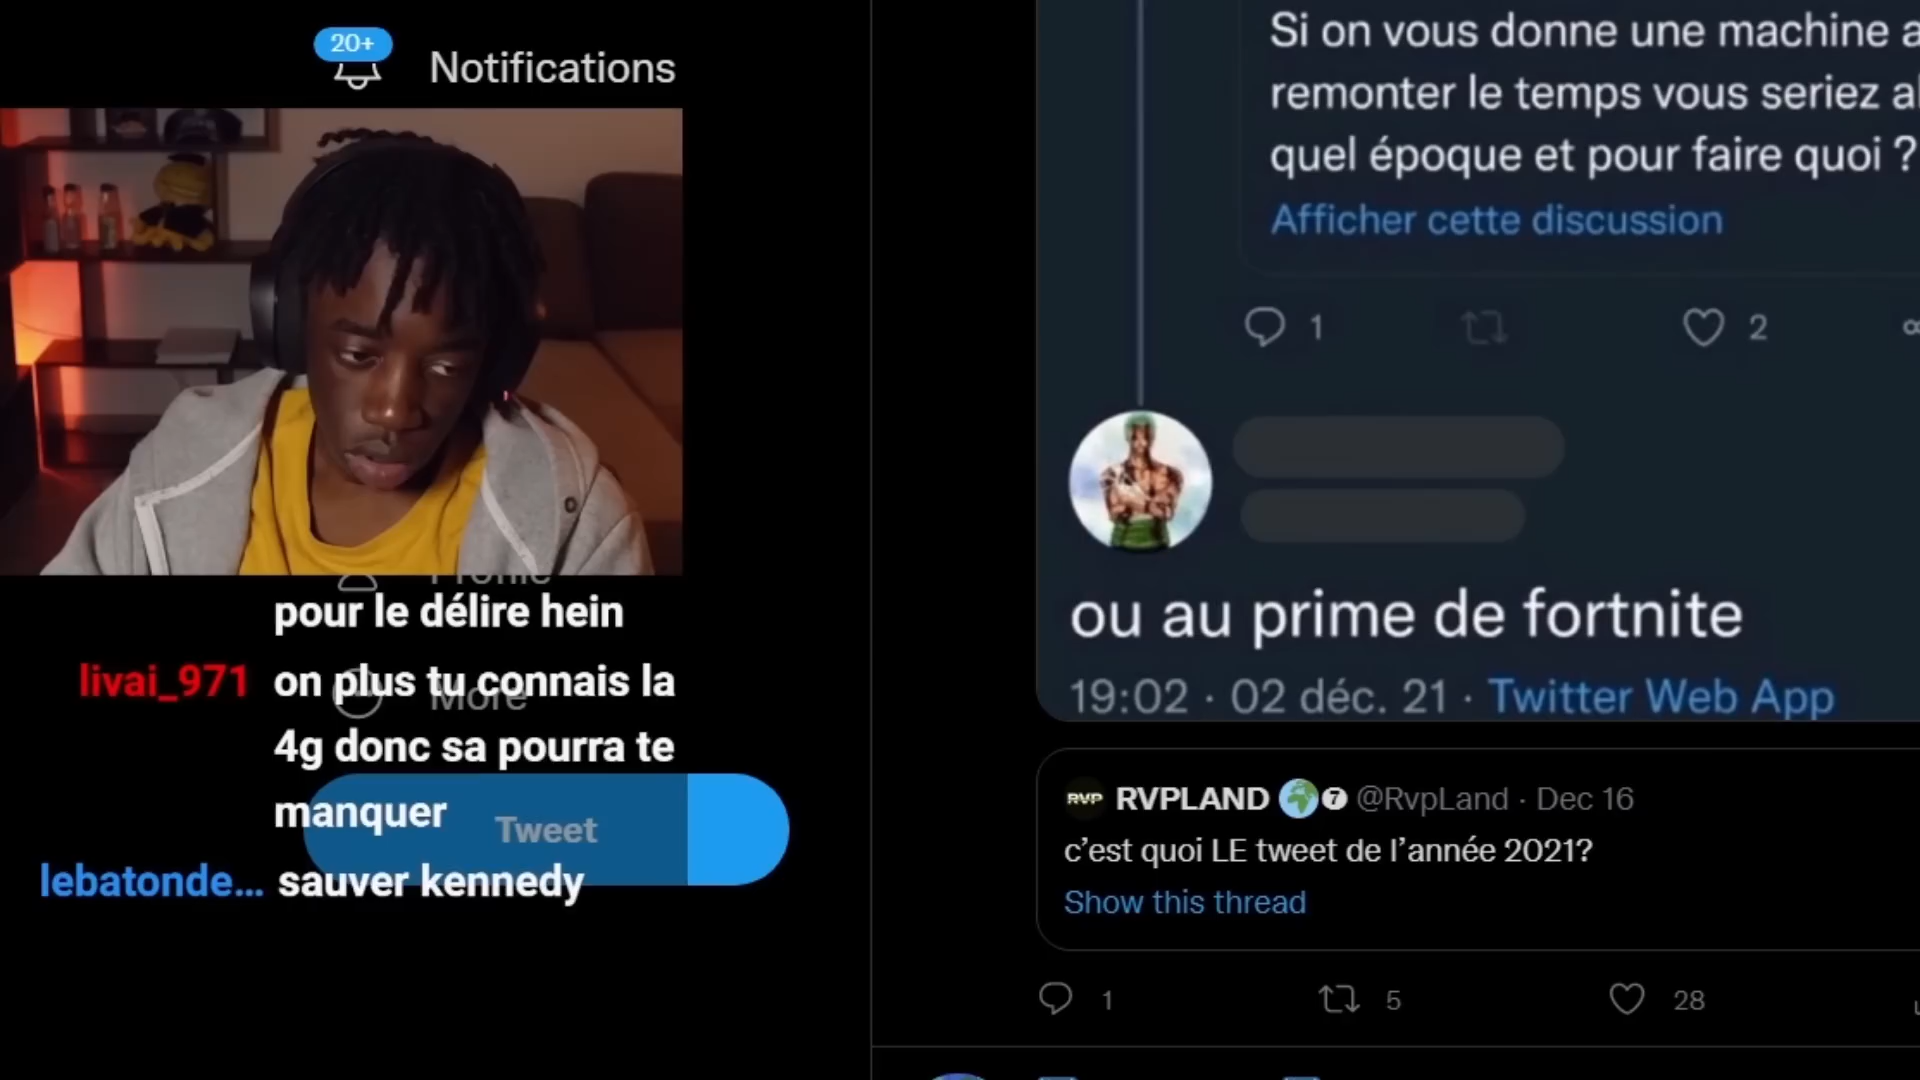 20+
Notifications
pour le délire hein
livai_971 on plus tu connais la
More
4g donc sa pourra te
manquer
Tweet
lebatonde... sauver kennedy
Si on vous donne une machine
remonter le temps vous seriez
quel époque et pour faire quoi ?
Afficher cette discussion
1 2
ou au prime de fortnite
19:02 · 02 déc. 21 · Twitter Web App
RVP RVPLAND 7 @RvpLand · Dec 16
c’est quoi LE tweet de l’année 2021?
Show this thread
1 5 28